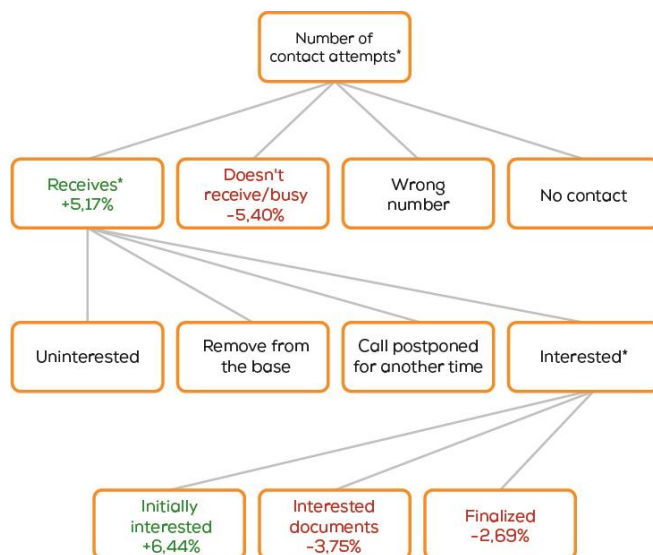 Number of
contact attempts*
Receives*
+5,17%
Doesn't
receive/busy
-5,40%
Wrong
number
No contact
Uninterested
Remove from
the base
Call postponed
for another time
Interested*
Initially
interested
+6,44%
Interested
documents
-3,75%
Finalized
-2,69%